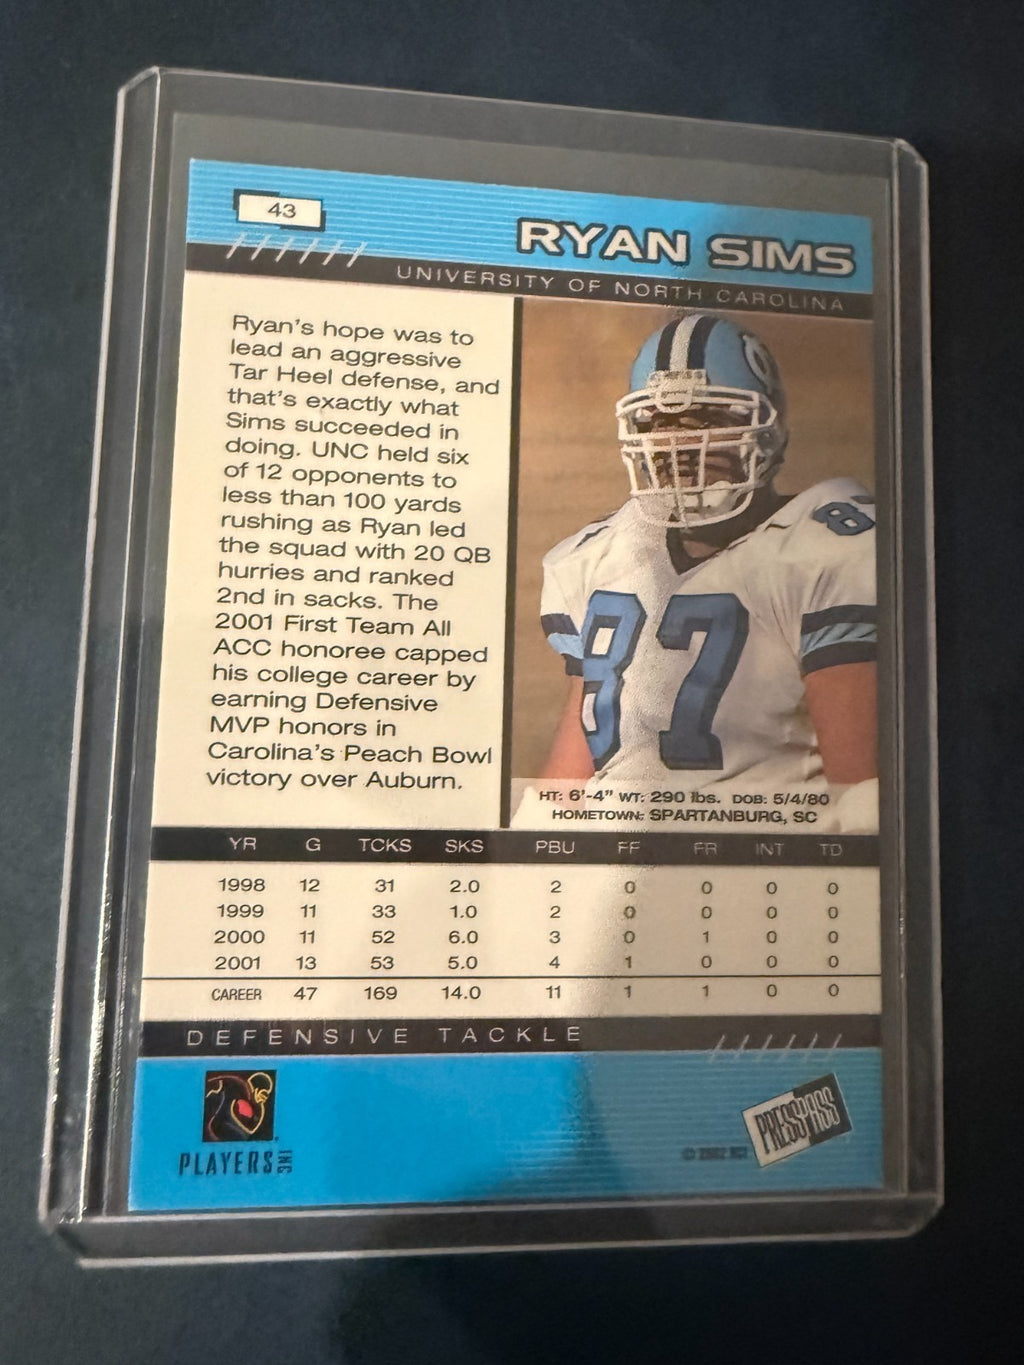 43
RYAN SIMS
UNIVERSITY OF NORTH CAROLINA
Ryan's hope was to
lead an aggressive
Tar Heel defense, and
that's exactly what
Sims succeeded in
doing. UNC held six
of 12 opponents to
less than 100 yards
rushing as Ryan led
the squad with 20 QB
hurries and ranked
2nd in sacks. The
2001 First Team All
ACC honoree capped
his college career by
earning Defensive
MVP honors in
Carolina's Peach Bowl
victory over Auburn.
8
87
HT: 6'-4" WT: 290 lbs. DOB: 5/4/80
HOMETOWN: SPARTANBURG, SC
YR G TCKS SKS PBU FF FR INT TD
1998 12 31 2.0 2 0 0 0 0
1999 11 33 1.0 2 0 0 0 0
2000 11 52 6.0 3 0 1 0 0
2001 13 53 5.0 4 1 0 0 0
CAREER 47 169 14.0 11 1 1 0 0
DEFENSIVE TACKLE
PLAYERS INC
© 2002
PRESS PASS